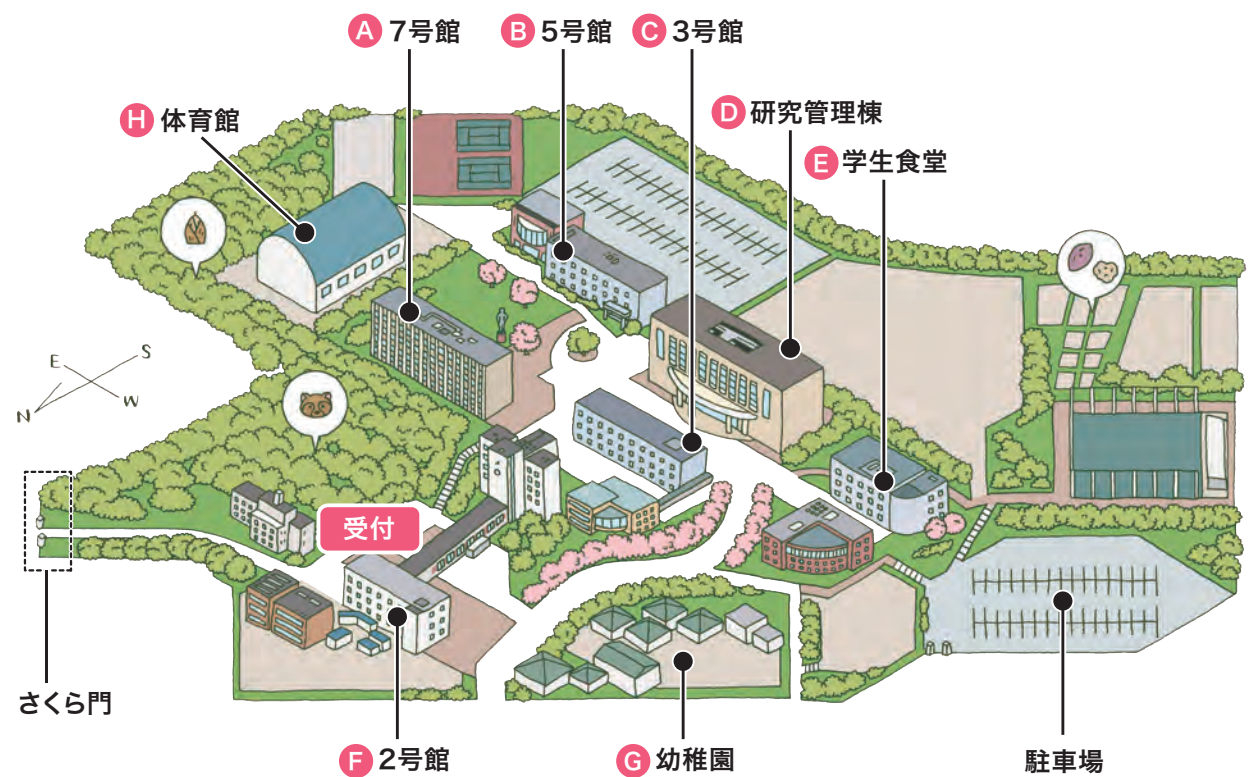 A 7号館
B 5号館
C 3号館
D 研究管理棟
H 体育館
E 学生食堂
E
S
N
W
受付
さくら門
F 2号館
G 幼稚園
駐車場